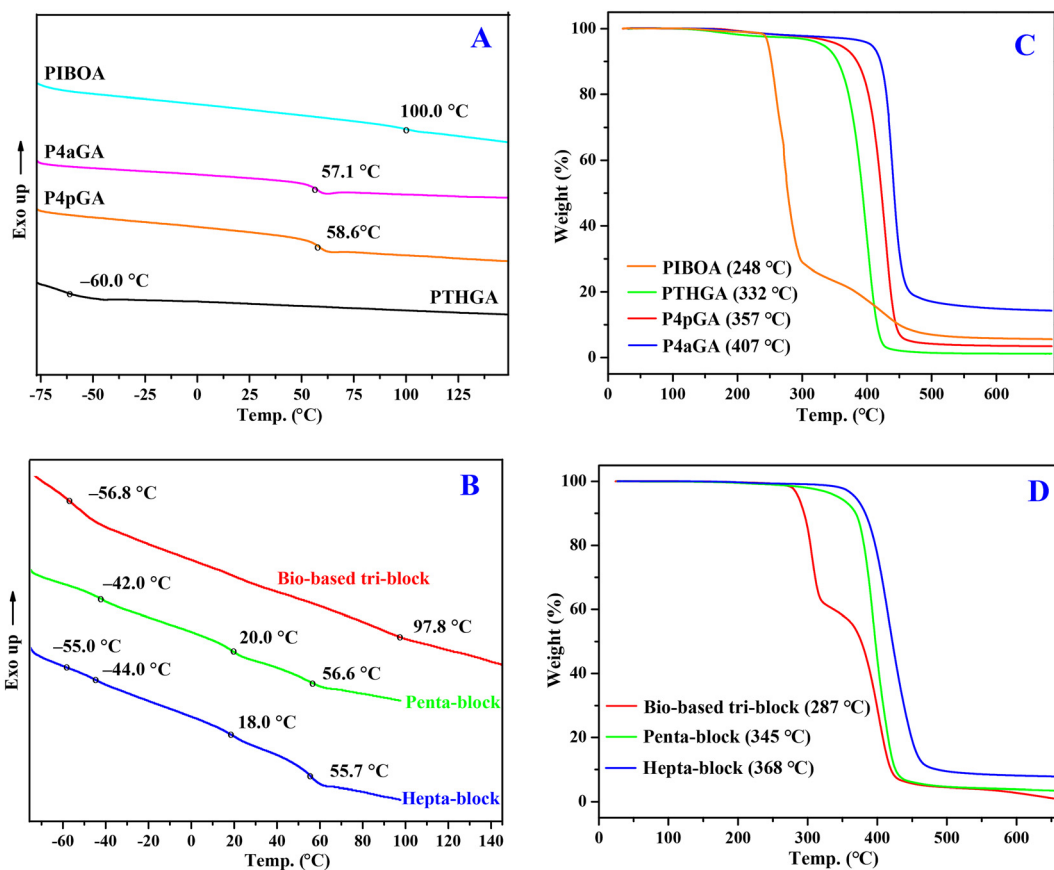 A
PIBOA
100.0 °C
P4aGA
57.1 °C
P4pGA
58.6°C
–60.0 °C
PTHGA
Exo up
-75 -50 -25 0 25 50 75 100 125
Temp. (°C)
C
100
80
60
40
20
0
Weight (%)
PIBOA (248 °C)
PTHGA (332 °C)
P4pGA (357 °C)
P4aGA (407 °C)
0 100 200 300 400 500 600
Temp. (°C)
B
–56.8 °C
Bio-based tri-block
97.8 °C
–42.0 °C
20.0 °C
56.6 °C
Penta-block
–55.0 °C
–44.0 °C
18.0 °C
55.7 °C
Hepta-block
Exo up
-60 -40 -20 0 20 40 60 80 100 120 140
Temp. (°C)
D
100
80
60
40
20
0
Weight (%)
Bio-based tri-block (287 °C)
Penta-block (345 °C)
Hepta-block (368 °C)
0 100 200 300 400 500 600
Temp. (°C)